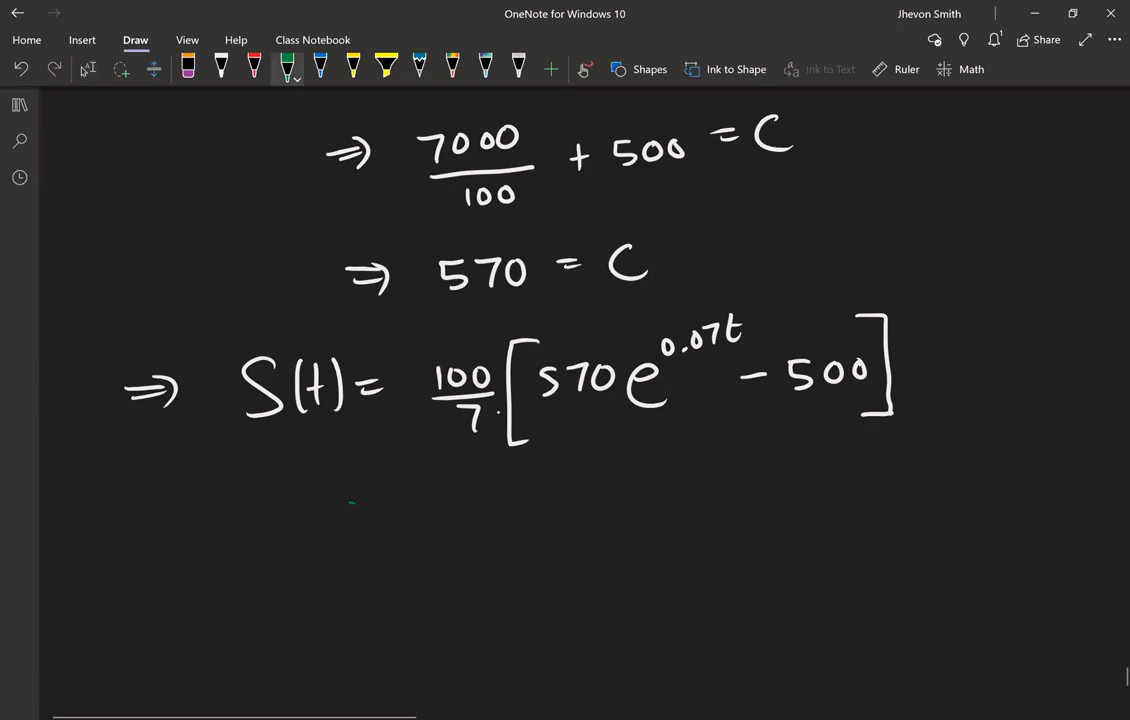 OneNote for Windows 10
Jhevon Smith
Home Insert Draw View Help Class Notebook
Share
Shapes Ink to Shape Ink to Text Ruler Math
⇒ 7000/100 + 500 = C
⇒ 570 = C
⇒ S(t) = 100/7 [570e^0.07t - 500]